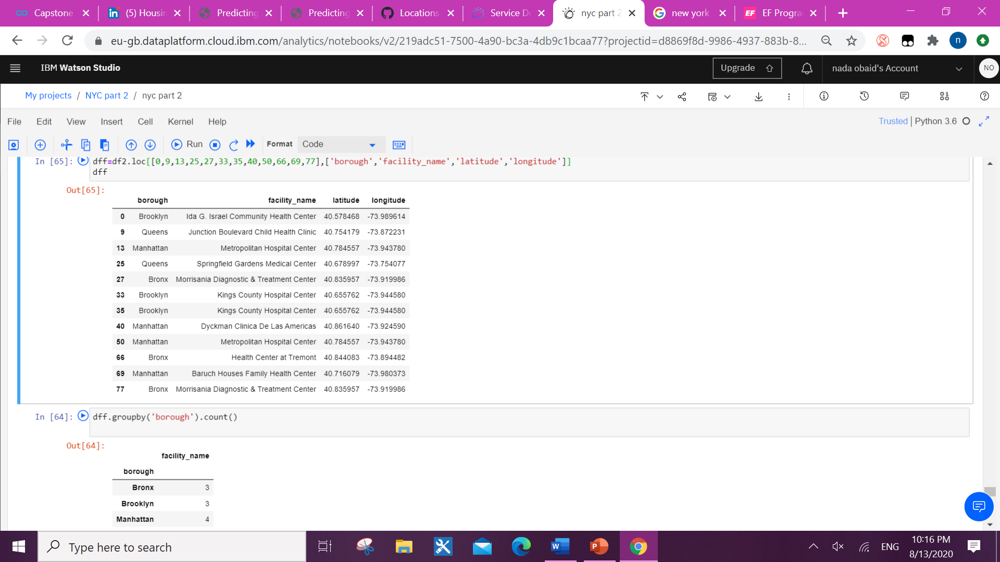 Capstone
(5) Housin
Predicting
Predicting
Locations
Service De
nyc part 2
new york
EF EF Progra
eu-gb.dataplatform.cloud.ibm.com/analytics/notebooks/v2/219adc51-7500-4a90-bc3a-4db9c1bcaa77?projectid=d8869f8d-9986-4937-883b-8...
n
IBM Watson Studio
Upgrade
nada obaid's Account
NO
My projects / NYC part 2 / nyc part 2
File Edit View Insert Cell Kernel Help
Trusted | Python 3.6
Run
Format
Code
In [65]: dff=df2.loc[[0,9,13,25,27,33,35,40,50,66,69,77],['borough','facility_name','latitude','longitude']]
dff
Out[65]:
borough facility_name latitude longitude
0 Brooklyn Ida G. Israel Community Health Center 40.578468 -73.989614
9 Queens Junction Boulevard Child Health Clinic 40.754179 -73.872231
13 Manhattan Metropolitan Hospital Center 40.784557 -73.943780
25 Queens Springfield Gardens Medical Center 40.678997 -73.754077
27 Bronx Morrisania Diagnostic & Treatment Center 40.835957 -73.919986
33 Brooklyn Kings County Hospital Center 40.655762 -73.944580
35 Brooklyn Kings County Hospital Center 40.655762 -73.944580
40 Manhattan Dyckman Clinica De Las Americas 40.861640 -73.924590
50 Manhattan Metropolitan Hospital Center 40.784557 -73.943780
66 Bronx Health Center at Tremont 40.844083 -73.894482
69 Manhattan Baruch Houses Family Health Center 40.716079 -73.980373
77 Bronx Morrisania Diagnostic & Treatment Center 40.835957 -73.919986
In [64]: dff.groupby('borough').count()
Out[64]:
facility_name
borough
Bronx 3
Brooklyn 3
Manhattan 4
Type here to search
ENG
10:16 PM
8/13/2020